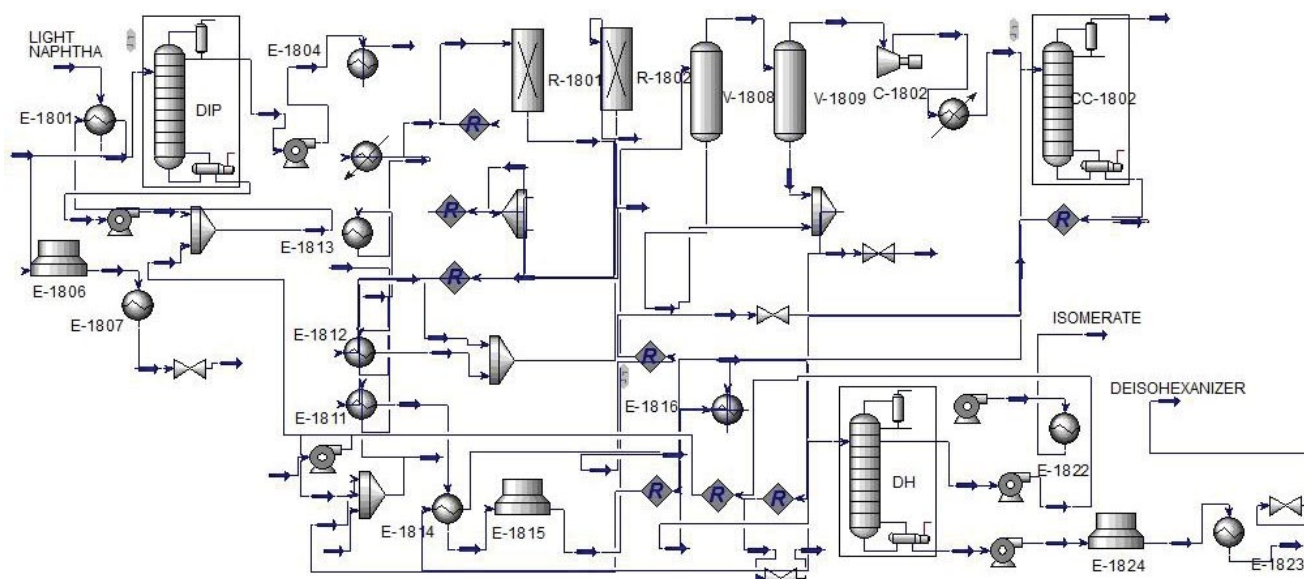 LIGHT
NAPHTHA
E-1801
DIP
E-1804
R-1801
R-1802
V-1808
V-1809
C-1802
CC-1802
R
R
E-1813
R
R
E-1806
E-1807
E-1812
R
E-1811
E-1816
ISOMERATE
DEISOHEXANIZER
E-1822
DH
R
R
R
E-1814
E-1815
E-1824
E-1823